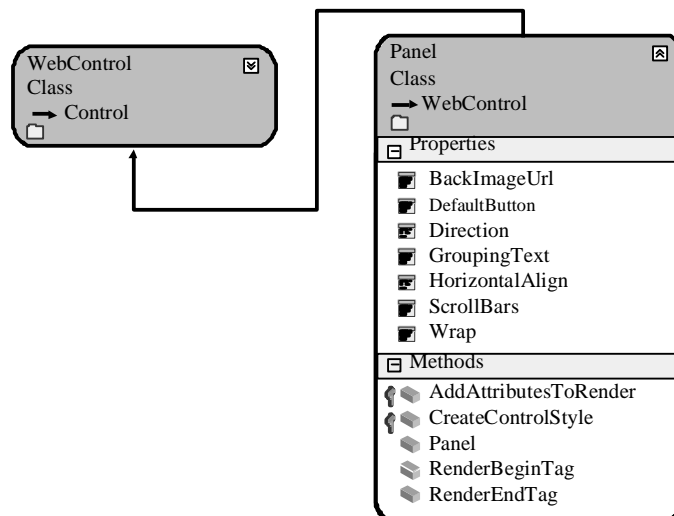 WebControl
Class
Control
Panel
Class
WebControl
Properties
BackImageUrl
DefaultButton
Direction
GroupingText
HorizontalAlign
ScrollBars
Wrap
Methods
AddAttributesToRender
CreateControlStyle
Panel
RenderBeginTag
RenderEndTag